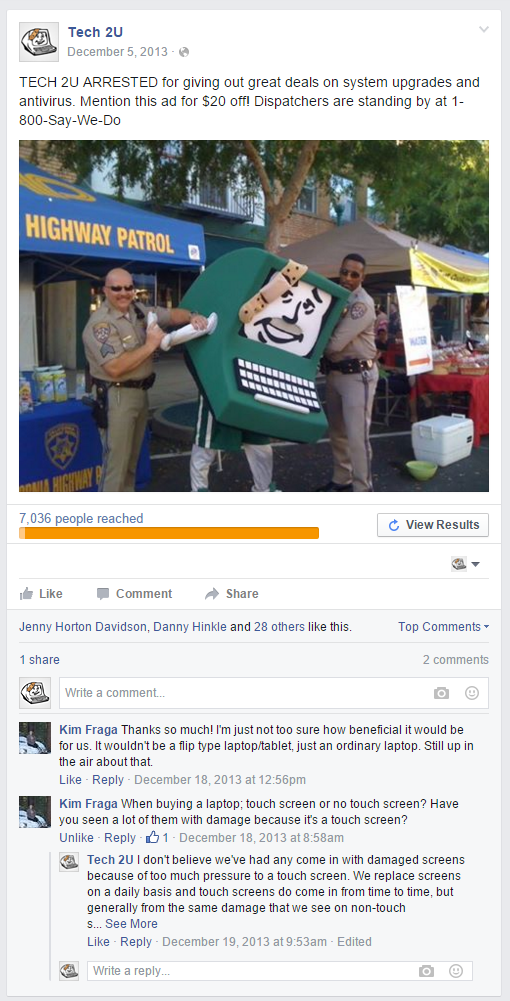 Tech 2U
December 5, 2013 ·
TECH 2U ARRESTED for giving out great deals on system upgrades and
antivirus. Mention this ad for $20 off! Dispatchers are standing by at 1-
800-Say-We-Do
HIGHWAY PATROL
WATER
HIGHWAY
7,036 people reached
View Results
Like Comment Share
Jenny Horton Davidson, Danny Hinkle and 28 others like this. Top Comments
1 share 2 comments
Write a comment...
Kim Fraga Thanks so much! I'm just not too sure how beneficial it would be
for us. It wouldn't be a flip type laptop/tablet, just an ordinary laptop. Still up in
the air about that.
Like · Reply · December 18, 2013 at 12:56pm
Kim Fraga When buying a laptop; touch screen or no touch screen? Have
you seen a lot of them with damage because it's a touch screen?
Unlike · Reply · 1 · December 18, 2013 at 8:58am
Tech 2U I don't believe we've had any come in with damaged screens
because of too much pressure to a touch screen. We replace screens
on a daily basis and touch screens do come in from time to time, but
generally from the same damage that we see on non-touch
s... See More
Like · Reply · December 19, 2013 at 9:53am · Edited
Write a reply...